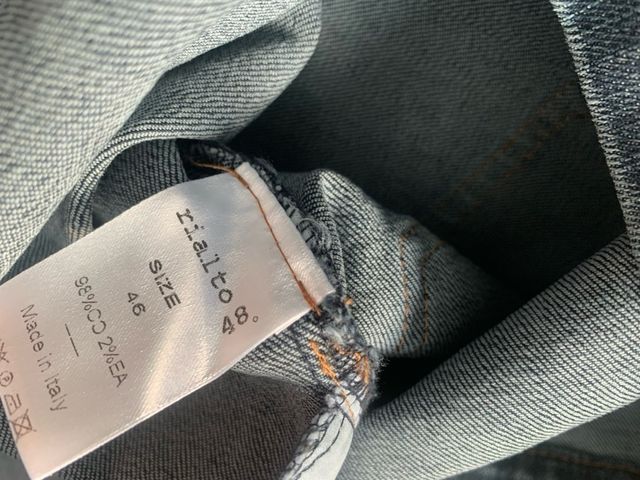 rialto 48°
SIZE
46
98%CO 2%EA
Made in Italy